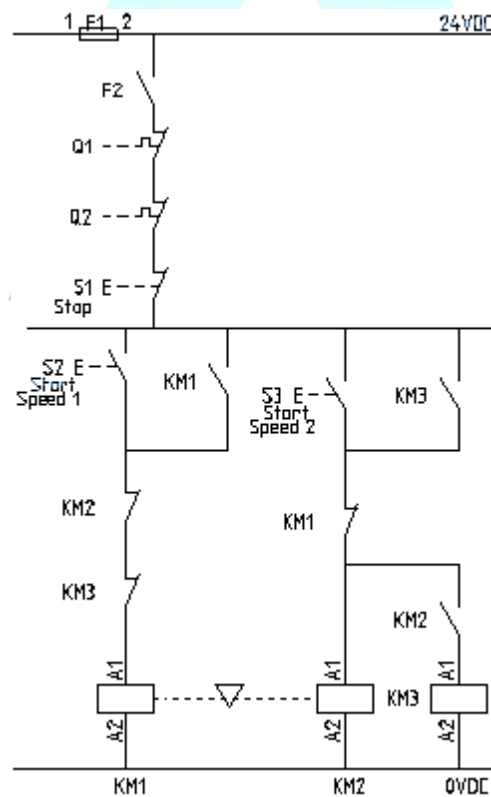 1 F1 2 24VDC
F2
Q1
Q2
S1 E
Stop
S2 E
Start
Speed 1
KM1
S3 E
Start
Speed 2
KM3
KM2
KM1
KM3
KM2
A1
A1
KM3
A1
A2
A2
A2
KM1
KM2
0VDC